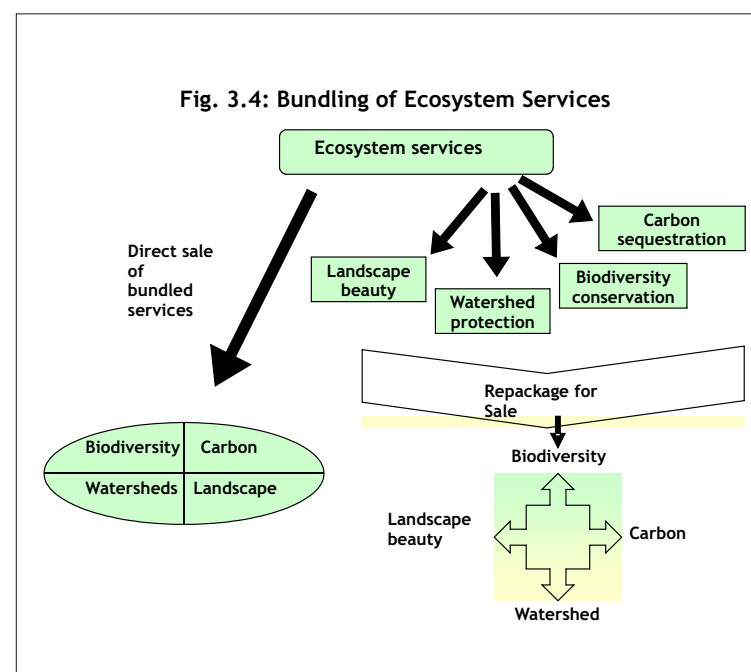 Fig. 3.4: Bundling of Ecosystem Services
Ecosystem services
Direct sale
of
bundled
services
Landscape
beauty
Watershed
protection
Biodiversity
conservation
Carbon
sequestration
Repackage for
Sale
Biodiversity
Carbon
Watersheds
Landscape
Biodiversity
Landscape
beauty
Carbon
Watershed